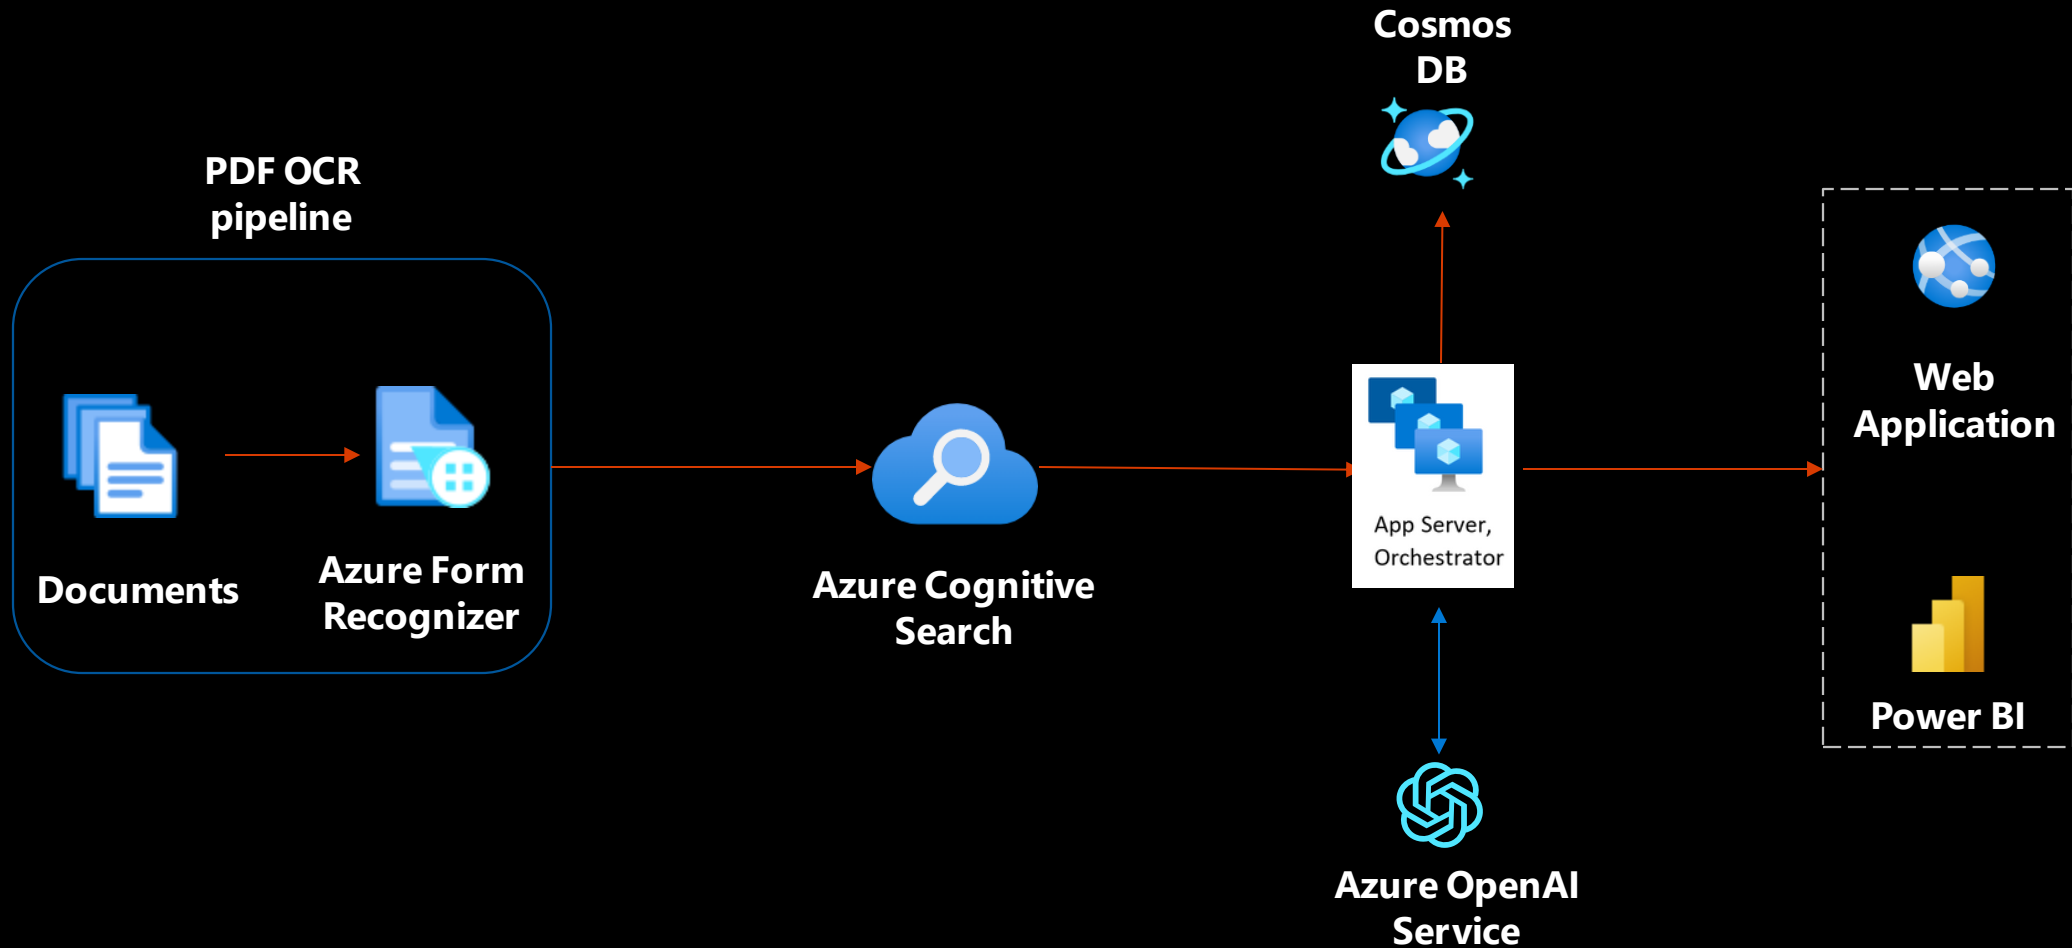 Cosmos
DB
PDF OCR
pipeline
Documents
Azure Form
Recognizer
Azure Cognitive
Search
App Server,
Orchestrator
Web
Application
Power BI
Azure OpenAI
Service